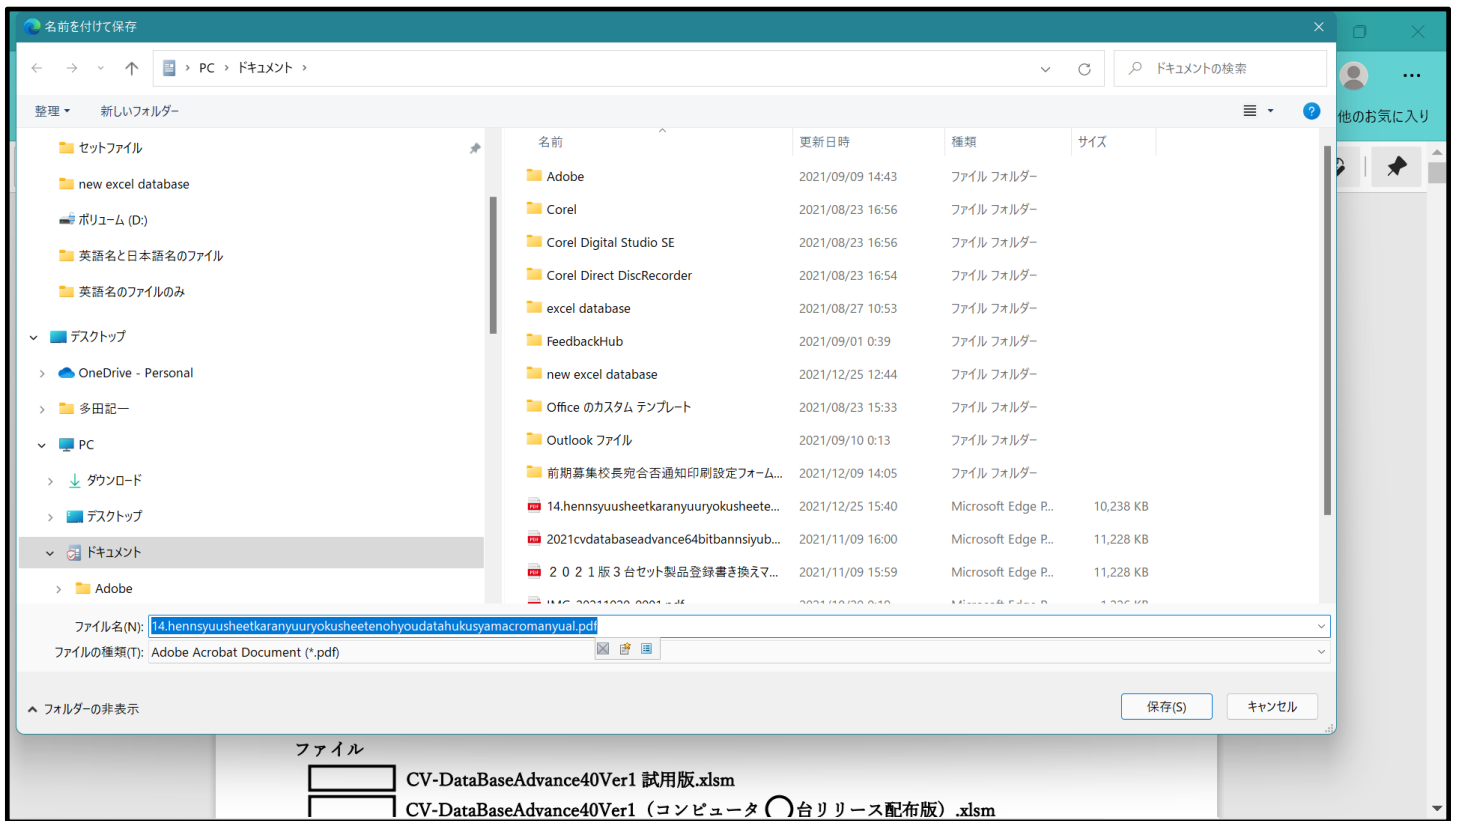 名前を付けて保存
PC › ドキュメント ›
ドキュメントの検索
整理
新しいフォルダー
他のお気に入り
セットファイル
new excel database
ボリューム (D:)
英語名と日本語名のファイル
英語名のファイルのみ
デスクトップ
OneDrive - Personal
多田記一
PC
ダウンロード
デスクトップ
ドキュメント
Adobe
名前 更新日時 種類 サイズ
Adobe 2021/09/09 14:43 ファイル フォルダー
Corel 2021/08/23 16:56 ファイル フォルダー
Corel Digital Studio SE 2021/08/23 16:56 ファイル フォルダー
Corel Direct DiscRecorder 2021/08/23 16:54 ファイル フォルダー
excel database 2021/08/27 10:53 ファイル フォルダー
FeedbackHub 2021/09/01 0:39 ファイル フォルダー
new excel database 2021/12/25 12:44 ファイル フォルダー
Office のカスタム テンプレート 2021/08/23 15:33 ファイル フォルダー
Outlook ファイル 2021/09/10 0:13 ファイル フォルダー
前期募集校長宛合否通知印刷設定フォーム... 2021/12/09 14:05 ファイル フォルダー
14.hennsyuusheetkaranyuuryokusheete... 2021/12/25 15:40 Microsoft Edge P... 10,238 KB
2021cvdatabaseadvance64bitbannsiyub... 2021/11/09 16:00 Microsoft Edge P... 11,228 KB
２０２１版３台セット製品登録書き換えマ... 2021/11/09 15:59 Microsoft Edge P... 11,228 KB
ファイル名(N): 14.hennsyuusheetkaranyuuryokusheetenohyoudatahukusyamacromanyual.pdf
ファイルの種類(T): Adobe Acrobat Document (*.pdf)
フォルダーの非表示
保存(S)
キャンセル
ファイル
CV-DataBaseAdvance40Ver1 試用版.xlsm
CV-DataBaseAdvance40Ver1（コンピュータ◯台リリース配布版）.xlsm